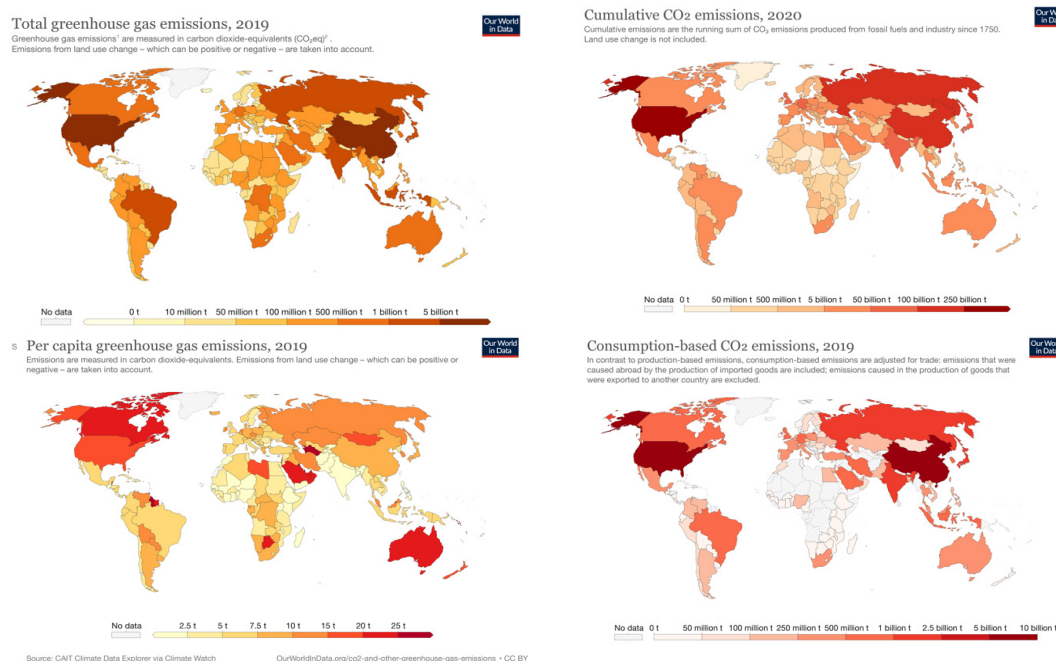 Total greenhouse gas emissions, 2019
Greenhouse gas emissions¹ are measured in carbon dioxide-equivalents (CO₂eq)² .
Emissions from land use change – which can be positive or negative – are taken into account.
Our World
in Data
No data 0 t 10 million t 50 million t 100 million t 500 million t 1 billion t 5 billion t
Cumulative CO₂ emissions, 2020
Cumulative emissions are the running sum of CO₂ emissions produced from fossil fuels and industry since 1750.
Land use change is not included.
Our Wor
in Dat
No data 0 t 50 million t 500 million t 5 billion t 50 billion t 100 billion t 250 billion t
s Per capita greenhouse gas emissions, 2019
Emissions are measured in carbon dioxide-equivalents. Emissions from land use change – which can be positive or
negative – are taken into account.
Our World
in Data
No data 2.5 t 5 t 7.5 t 10 t 15 t 20 t 25 t
Source: CAIT Climate Data Explorer via Climate Watch OurWorldInData.org/co2-and-other-greenhouse-gas-emissions • CC BY
Consumption-based CO₂ emissions, 2019
In contrast to production-based emissions, consumption-based emissions are adjusted for trade: emissions that were
caused abroad by the production of imported goods are included; emissions caused in the production of goods that
were exported to another country are excluded.
Our Wor
in Data
No data 0 t 50 million t 100 million t 250 million t 500 million t 1 billion t 2.5 billion t 5 billion t 10 billion t